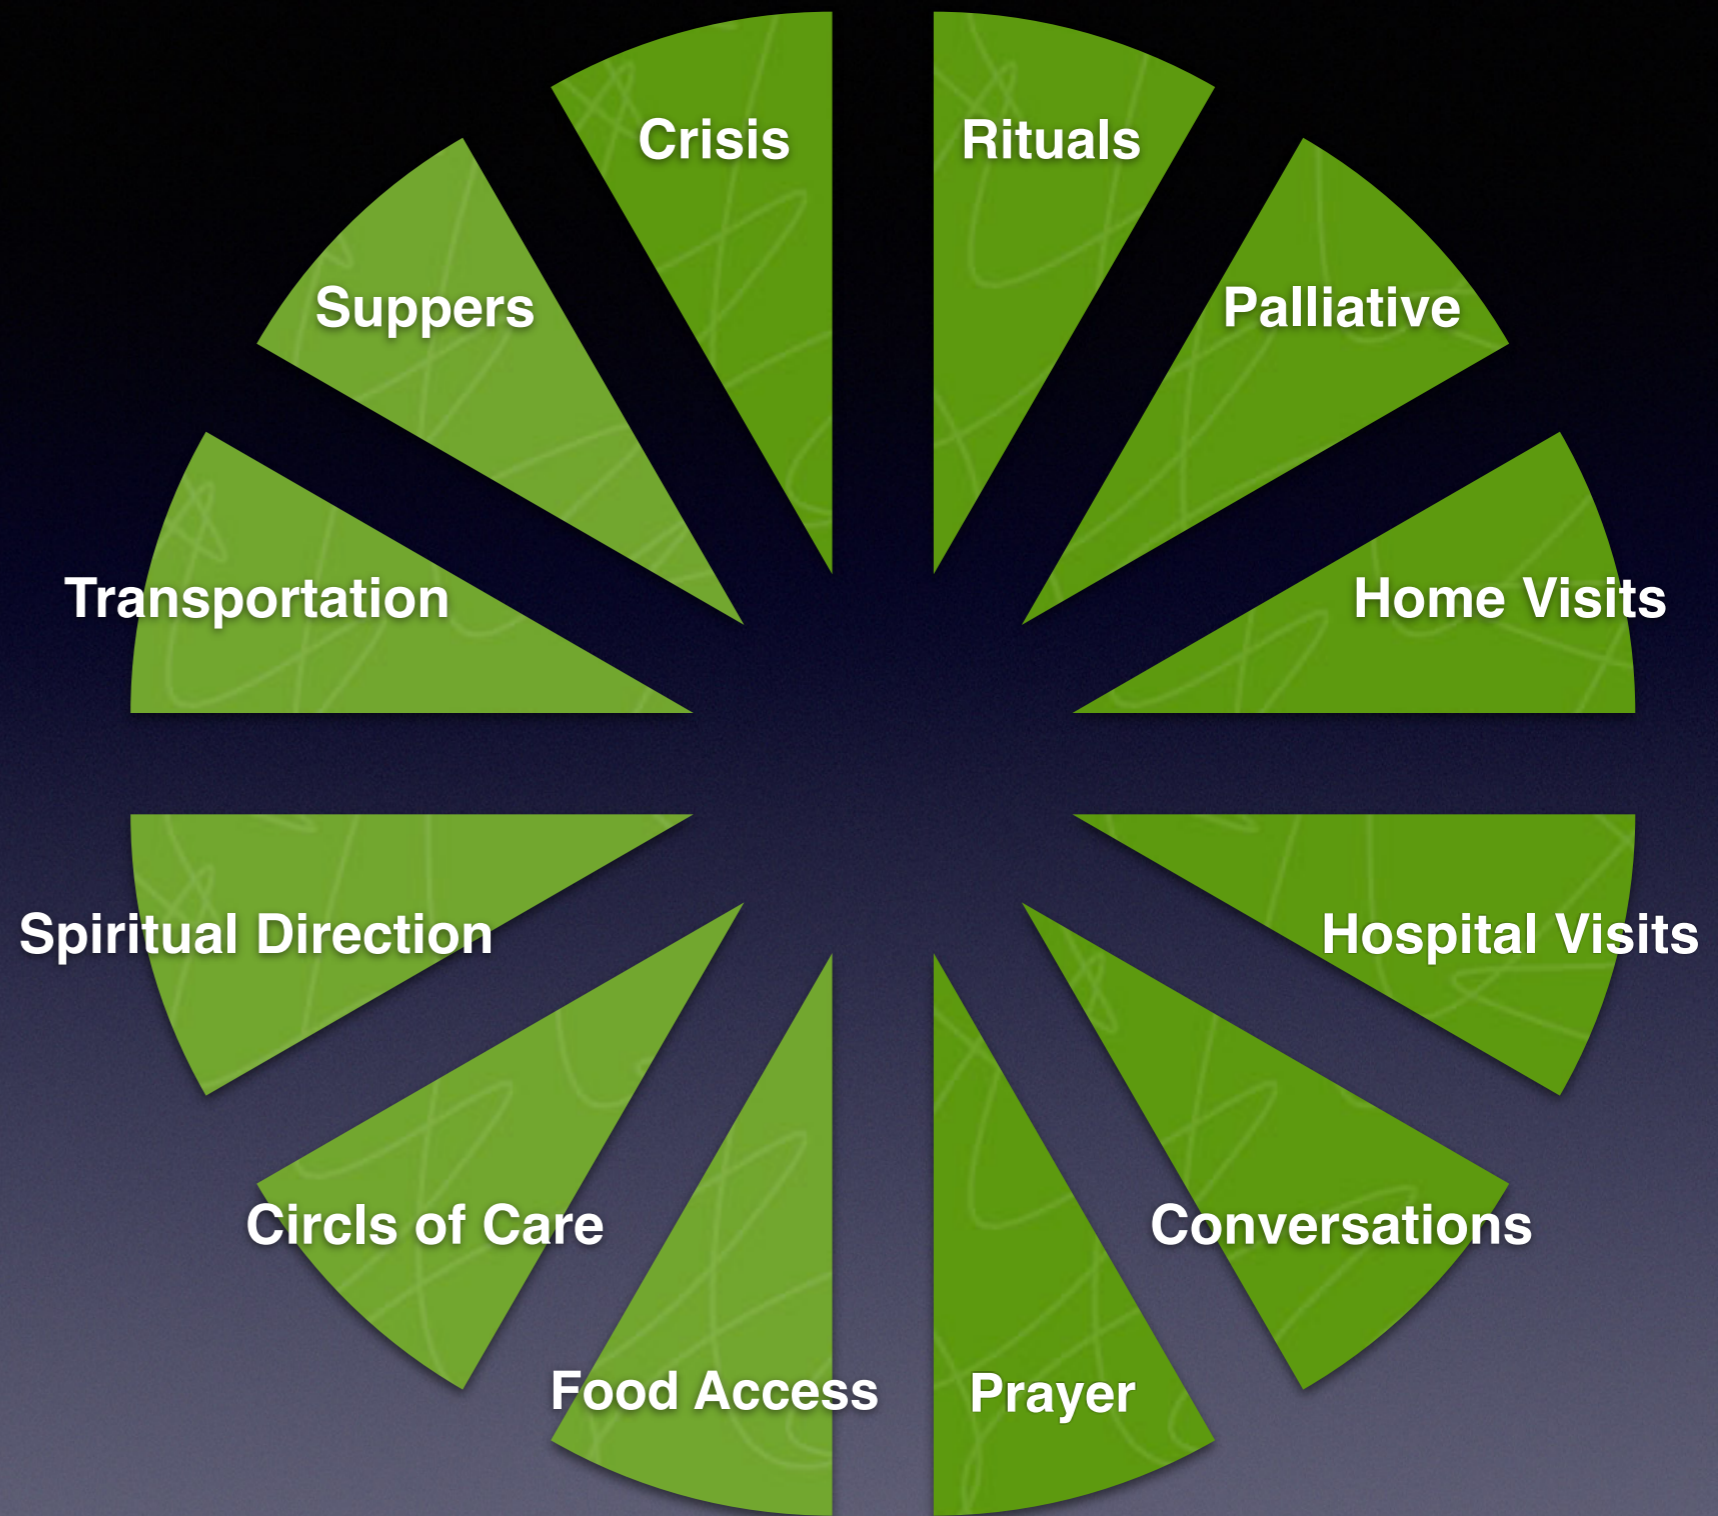 Crisis
Rituals
Suppers
Palliative
Transportation
Home Visits
Spiritual Direction
Hospital Visits
Circls of Care
Conversations
Food Access
Prayer